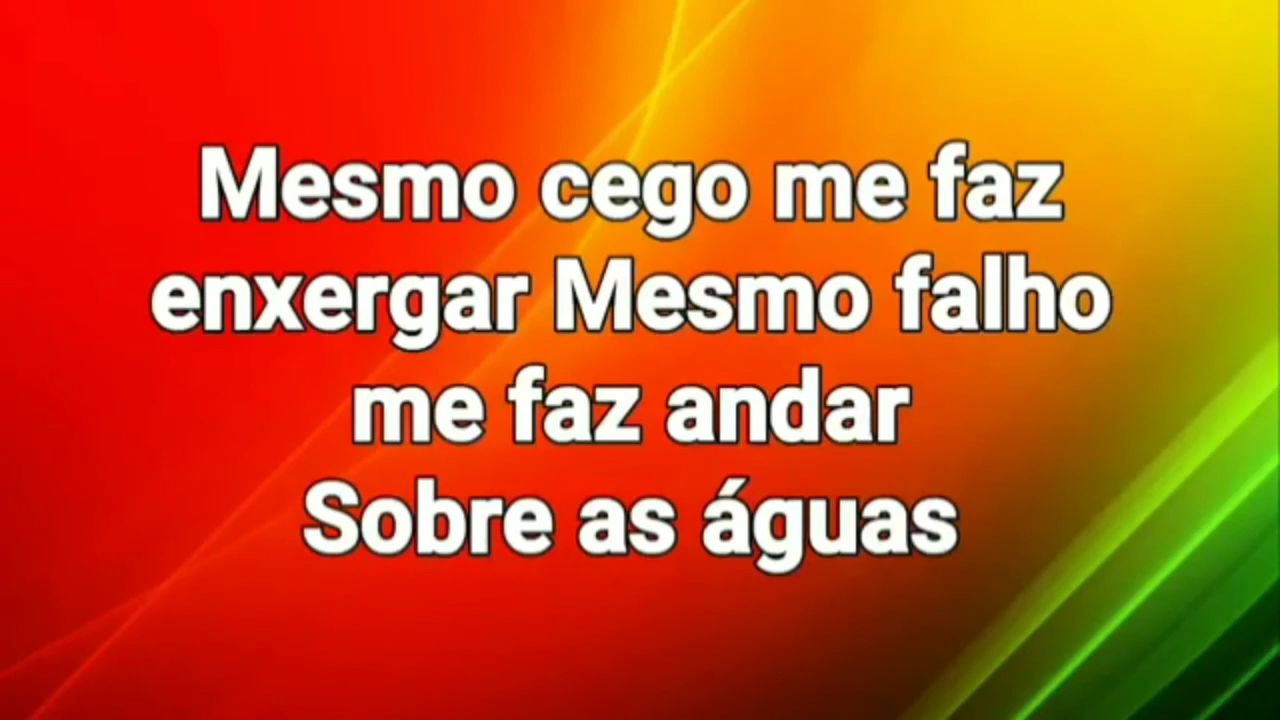 Mesmo cego me faz
enxergar Mesmo falho
me faz andar
Sobre as águas